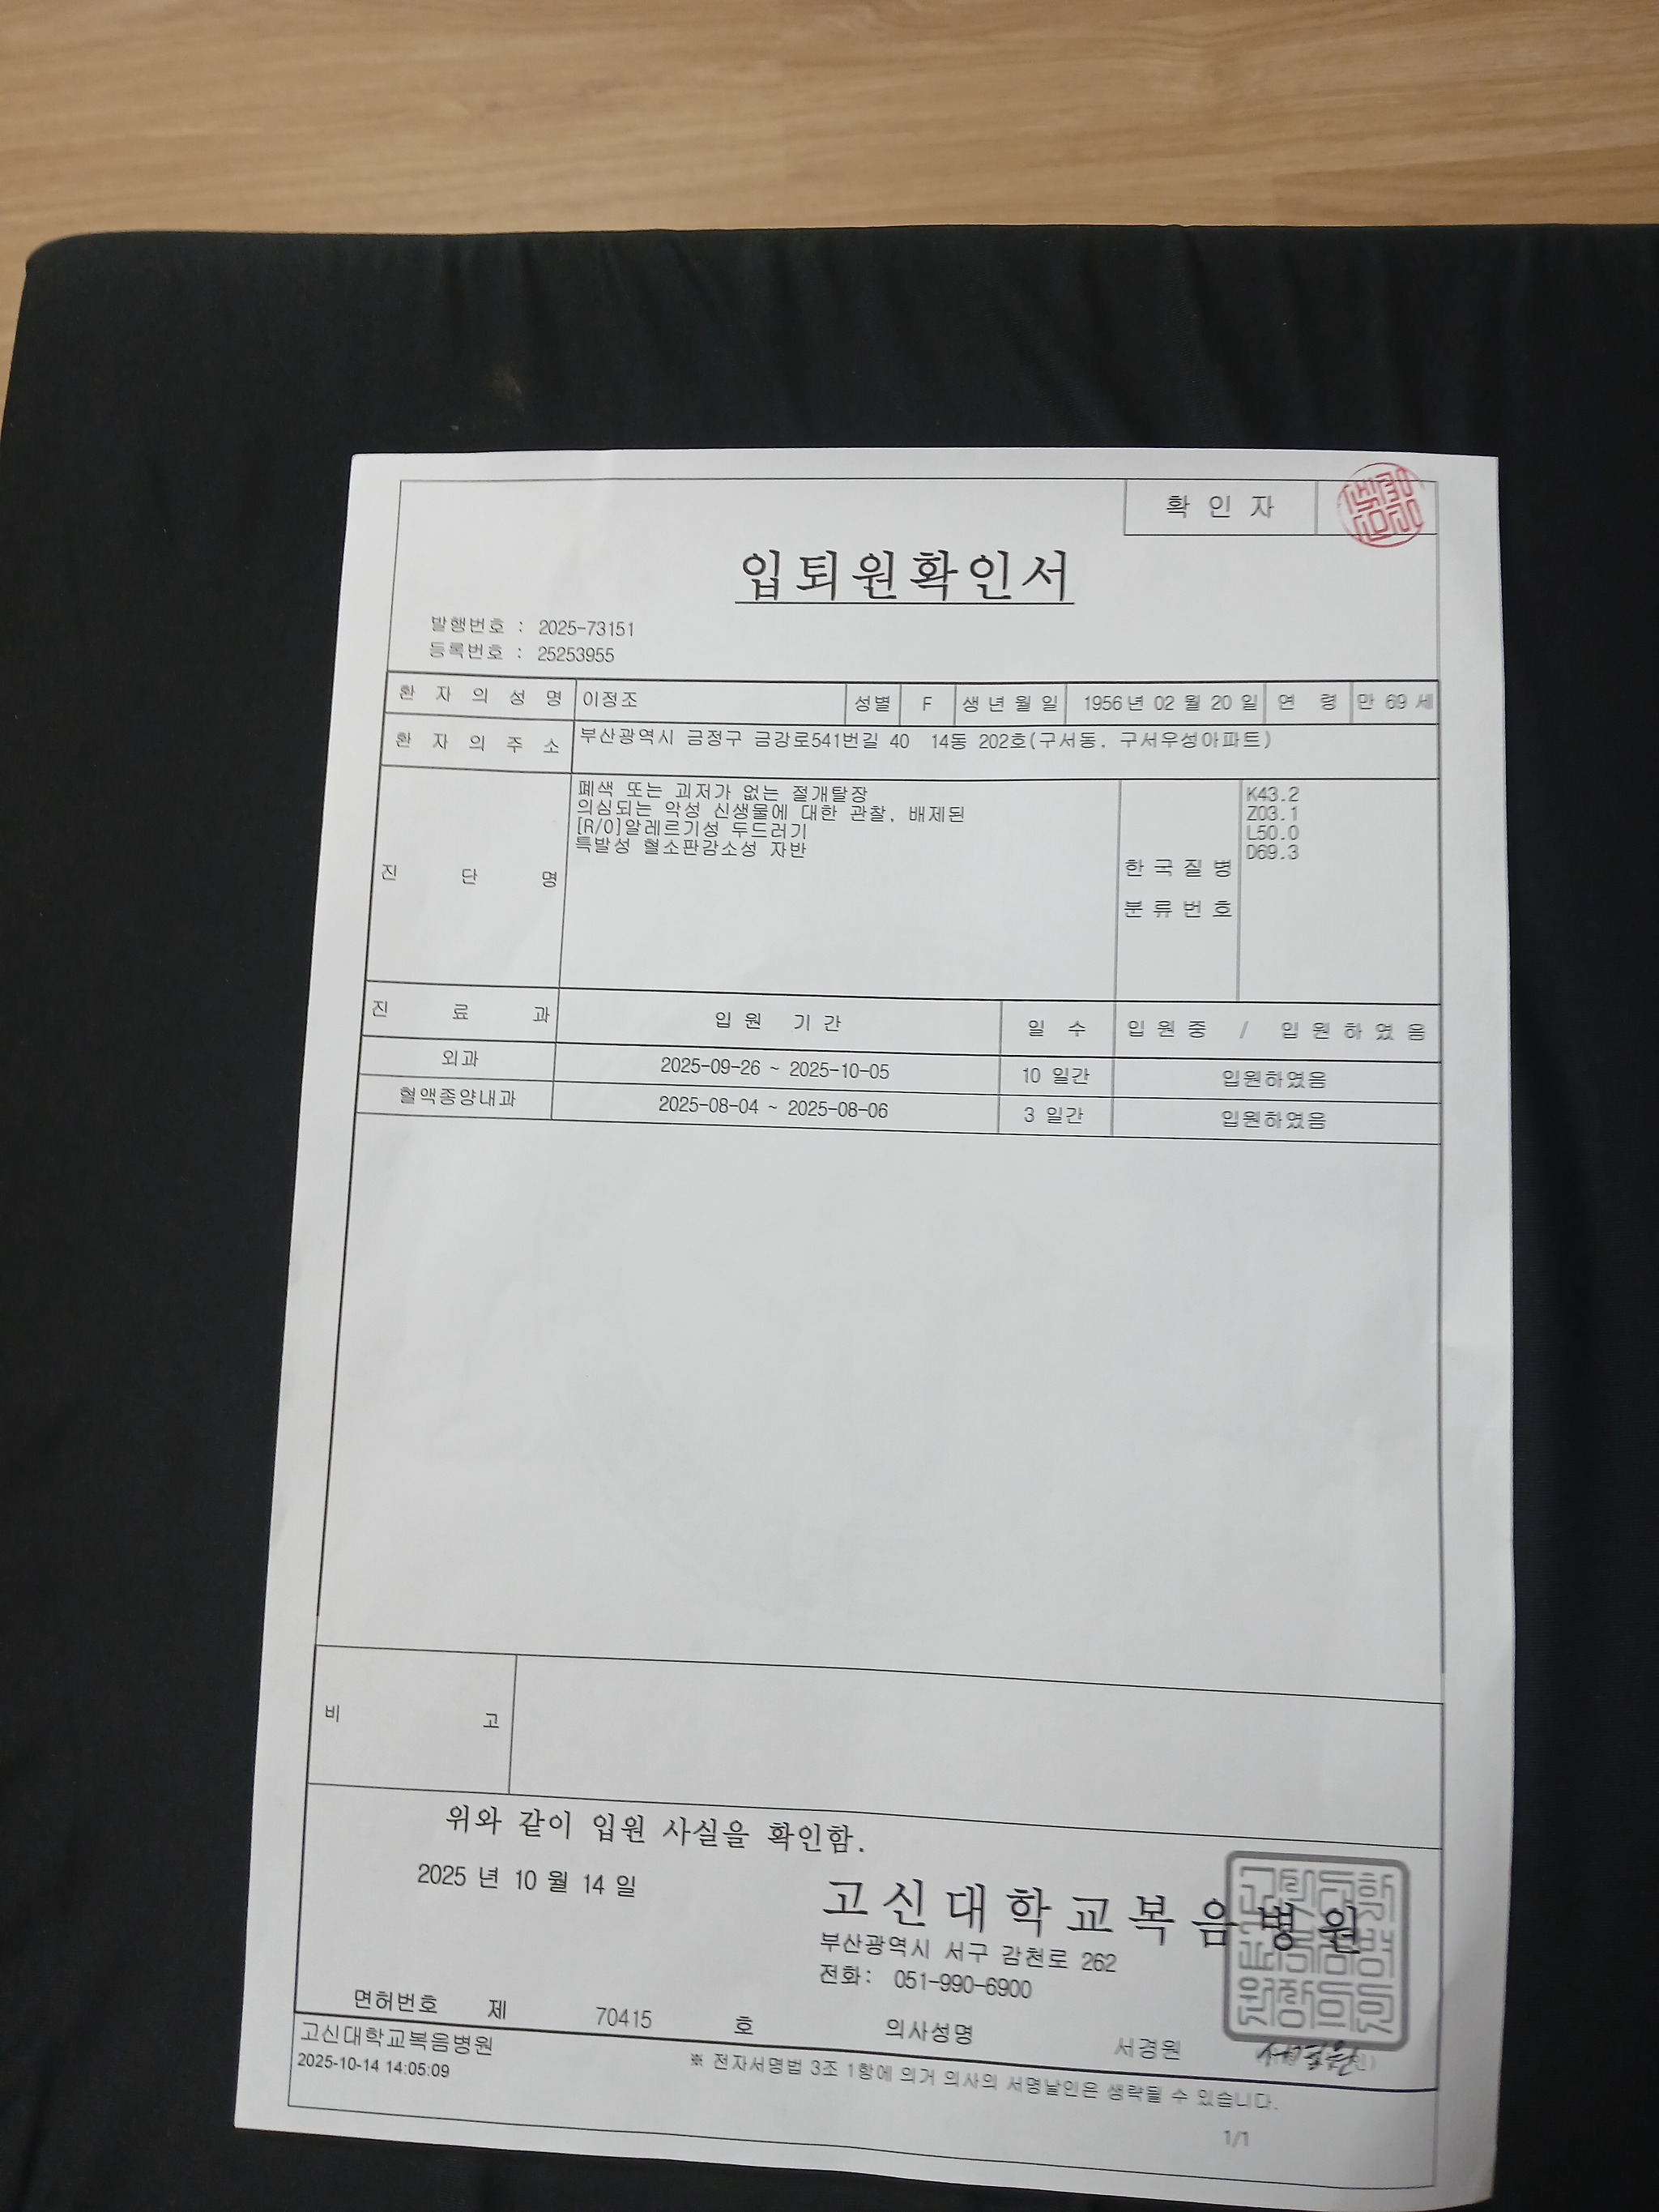 확 인 자
입퇴원확인서
발행번호 : 2025-73151
등록번호 : 25253955
환 자 의 성 명 이정조 성별 F 생 년 월 일 1956 년 02 월 20 일 연 령 만 69 세
환 자 의 주 소 부산광역시 금정구 금강로541번길 40 14동 202호(구서동, 구서우성아파트)
진 단 명
폐색 또는 괴저가 없는 절개탈장
의심되는 악성 신생물에 대한 관찰, 배제된
[R/O]알레르기성 두드러기
특발성 혈소판감소성 자반
한 국 질 병
분 류 번 호
K43.2
Z03.1
L50.0
D69.3
진 료 과 입 원 기 간 일 수 입 원 중 / 입 원 하 였 음
외과 2025-09-26 ~ 2025-10-05 10 일간 입원하였음
혈액종양내과 2025-08-04 ~ 2025-08-06 3 일간 입원하였음
비 고
위와 같이 입원 사실을 확인함.
2025 년 10 월 14 일
고신대학교복음병원
부산광역시 서구 감천로 262
전화: 051-990-6900
면허번호 제 70415 호 의사성명 서경원
고신대학교복음병원
2025-10-14 14:05:09
※ 전자서명법 3조 1항에 의거 의사의 서명날인은 생략될 수 있습니다.
1/1